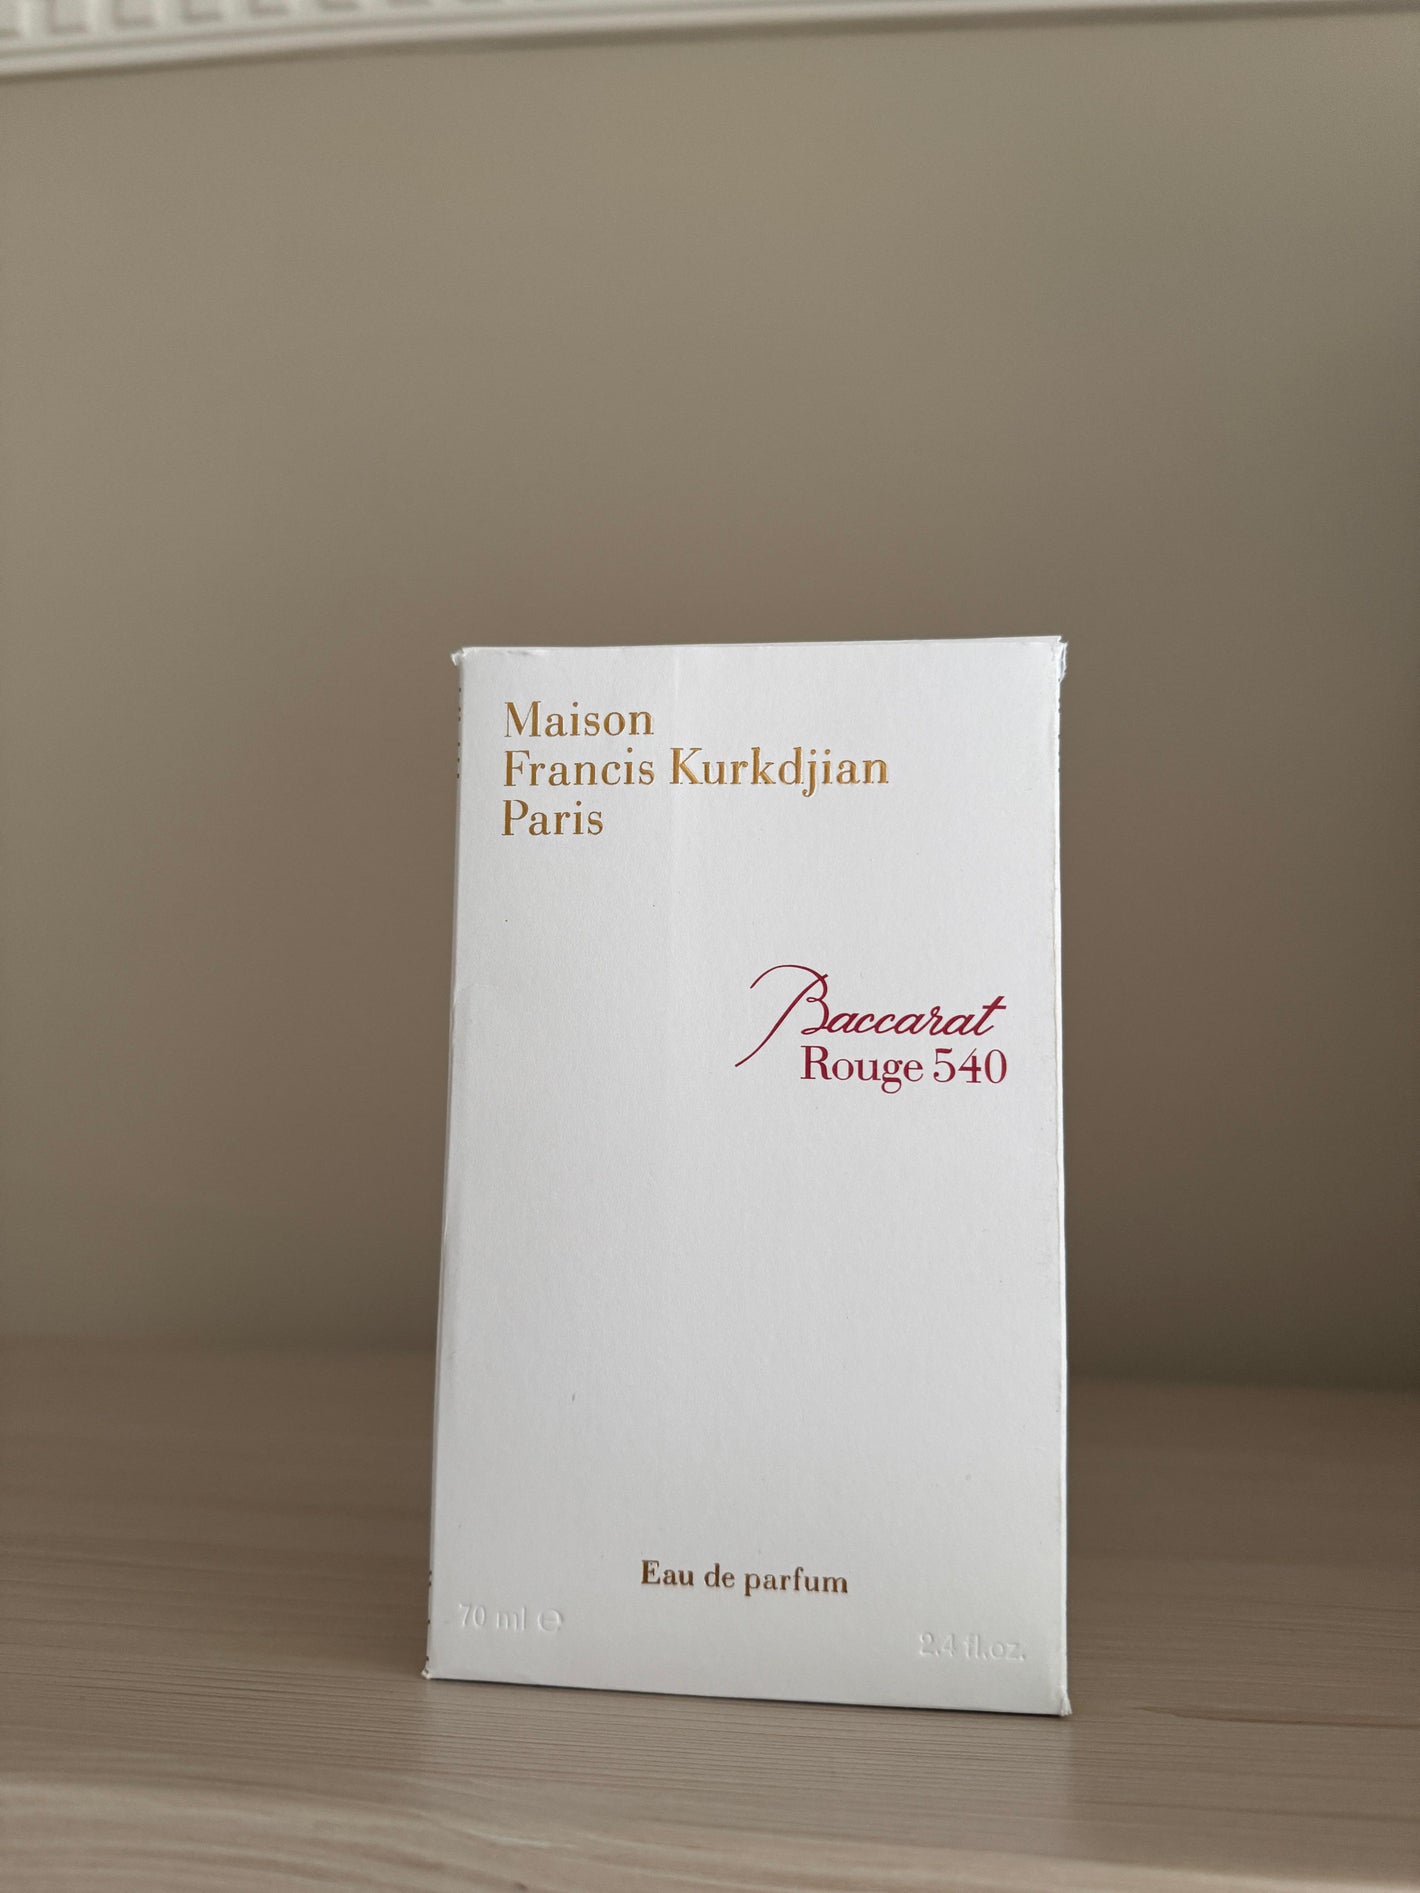 Maison
Francis Kurkdjian
Paris
Baccarat
Rouge 540
Eau de parfum
70 ml ℮
2.4 fl.oz.